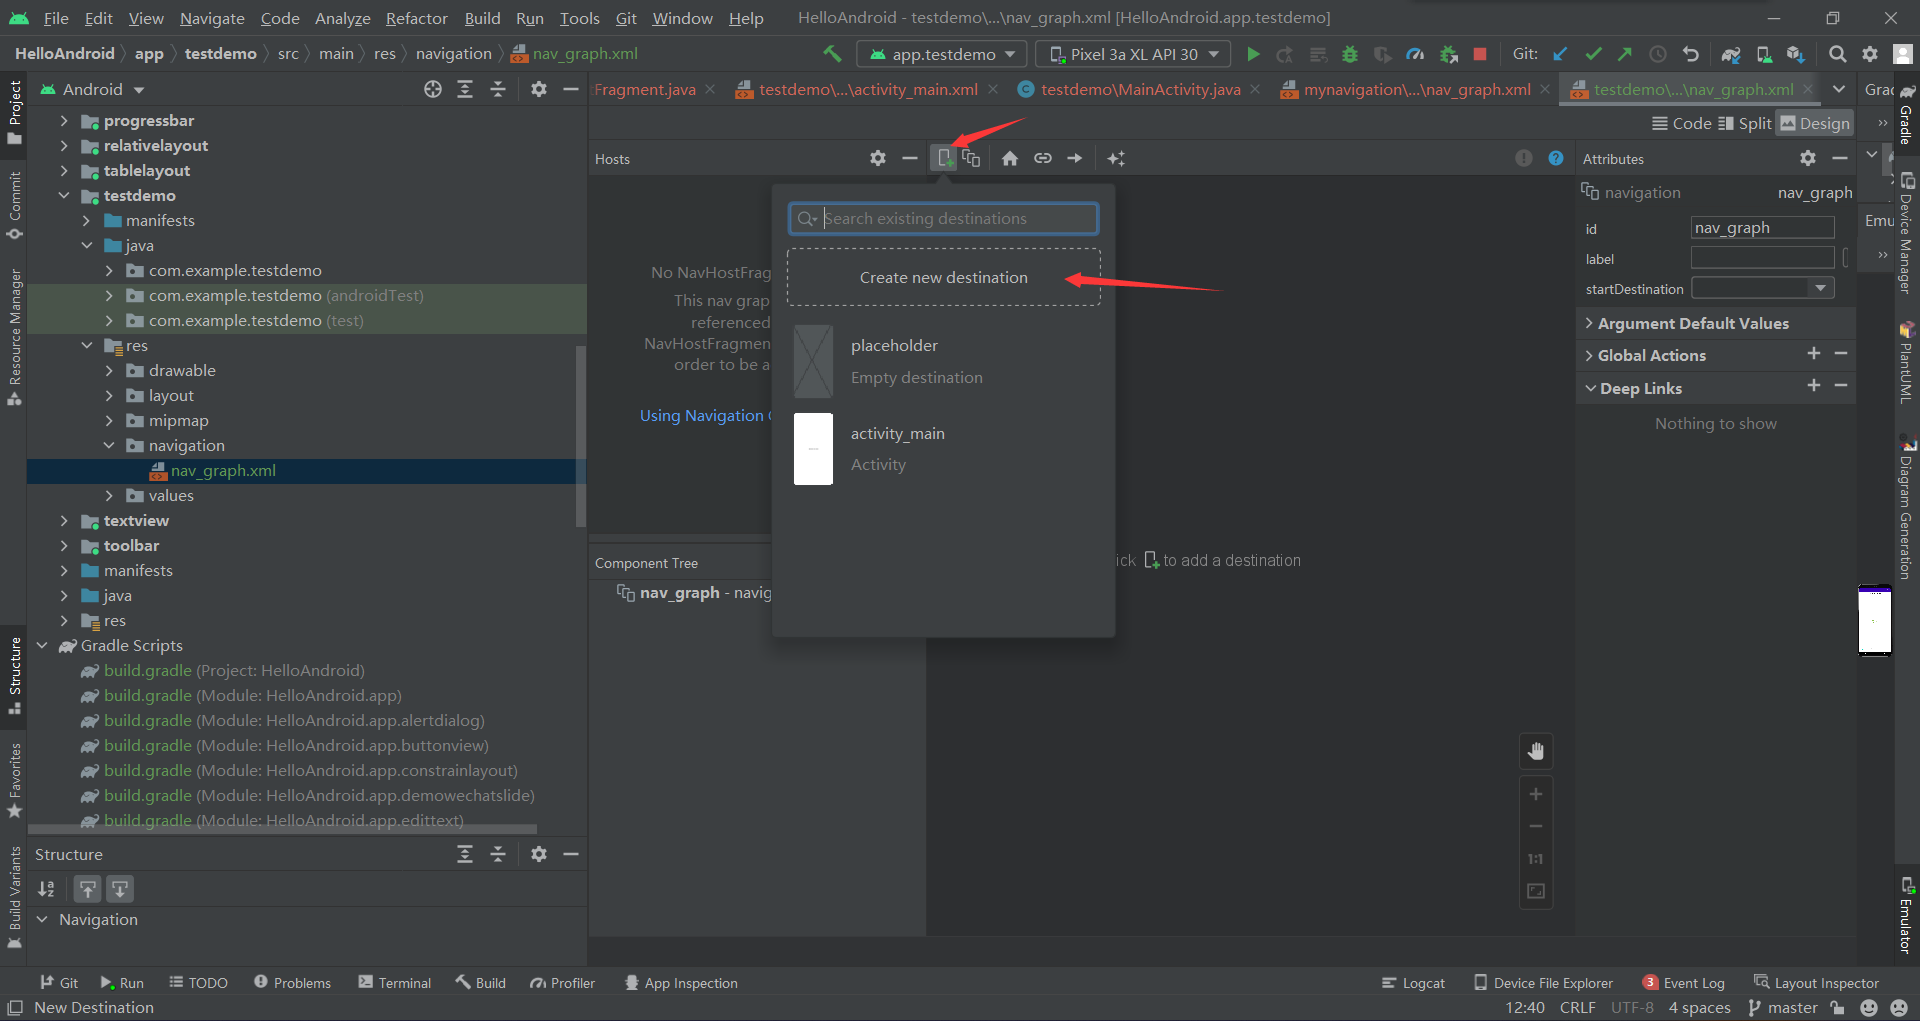 File Edit View Navigate Code Analyze Refactor Build Run Tools Git Window Help HelloAndroid - testdemo\...\nav_graph.xml [HelloAndroid.app.testdemo]
HelloAndroid app testdemo src main res navigation nav_graph.xml app.testdemo Pixel 3a XL API 30 Git:
Android
Fragment.java testdemo\...\activity_main.xml testdemo\MainActivity.java mynavigation\...\nav_graph.xml testdemo\...\nav_graph.xml
Code Split Design
Hosts
Attributes
Project
Commit
Resource Manager
Structure
Favorites
Build Variants
progressbar
relativelayout
tablelayout
testdemo
manifests
java
com.example.testdemo
com.example.testdemo (androidTest)
com.example.testdemo (test)
res
drawable
layout
mipmap
navigation
nav_graph.xml
values
textview
toolbar
manifests
java
res
Gradle Scripts
build.gradle (Project: HelloAndroid)
build.gradle (Module: HelloAndroid.app)
build.gradle (Module: HelloAndroid.app.alertdialog)
build.gradle (Module: HelloAndroid.app.buttonview)
build.gradle (Module: HelloAndroid.app.constrainlayout)
build.gradle (Module: HelloAndroid.app.demowechatslide)
build.gradle (Module: HelloAndroid.app.edittext)
Structure
Navigation
No NavHostFrag
This nav grap
referenced
NavHostFragmen
order to be a
Using Navigation
Component Tree
nav_graph - navig
Search existing destinations
Create new destination
placeholder
Empty destination
activity_main
Activity
ick to add a destination
1:1
navigation nav_graph
id nav_graph
label
startDestination
Argument Default Values
Global Actions
Deep Links
Nothing to show
Grad
Emu
Gradle
Device Manager
PlantUML
Diagram Generation
Emulator
Git Run TODO Problems Terminal Build Profiler App Inspection Logcat Device File Explorer 3 Event Log Layout Inspector
New Destination 12:40 CRLF UTF-8 4 spaces master